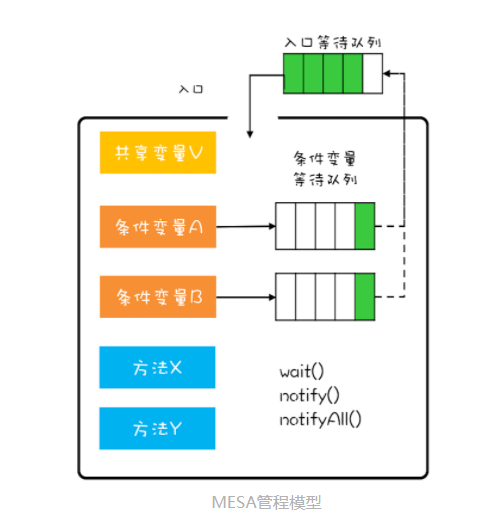 入口等待队列
入口
共享变量V
条件变量
等待队列
条件变量A
条件变量B
方法X
wait()
notify()
notifyAll()
方法Y
MESA管程模型